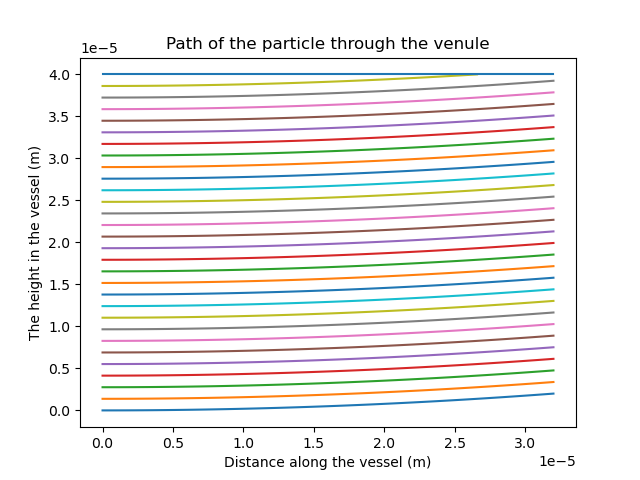 Path of the particle through the venule
1e−5
4.0
3.5
3.0
2.5
2.0
1.5
1.0
0.5
0.0
The height in the vessel (m)
0.0 0.5 1.0 1.5 2.0 2.5 3.0
Distance along the vessel (m)
1e−5